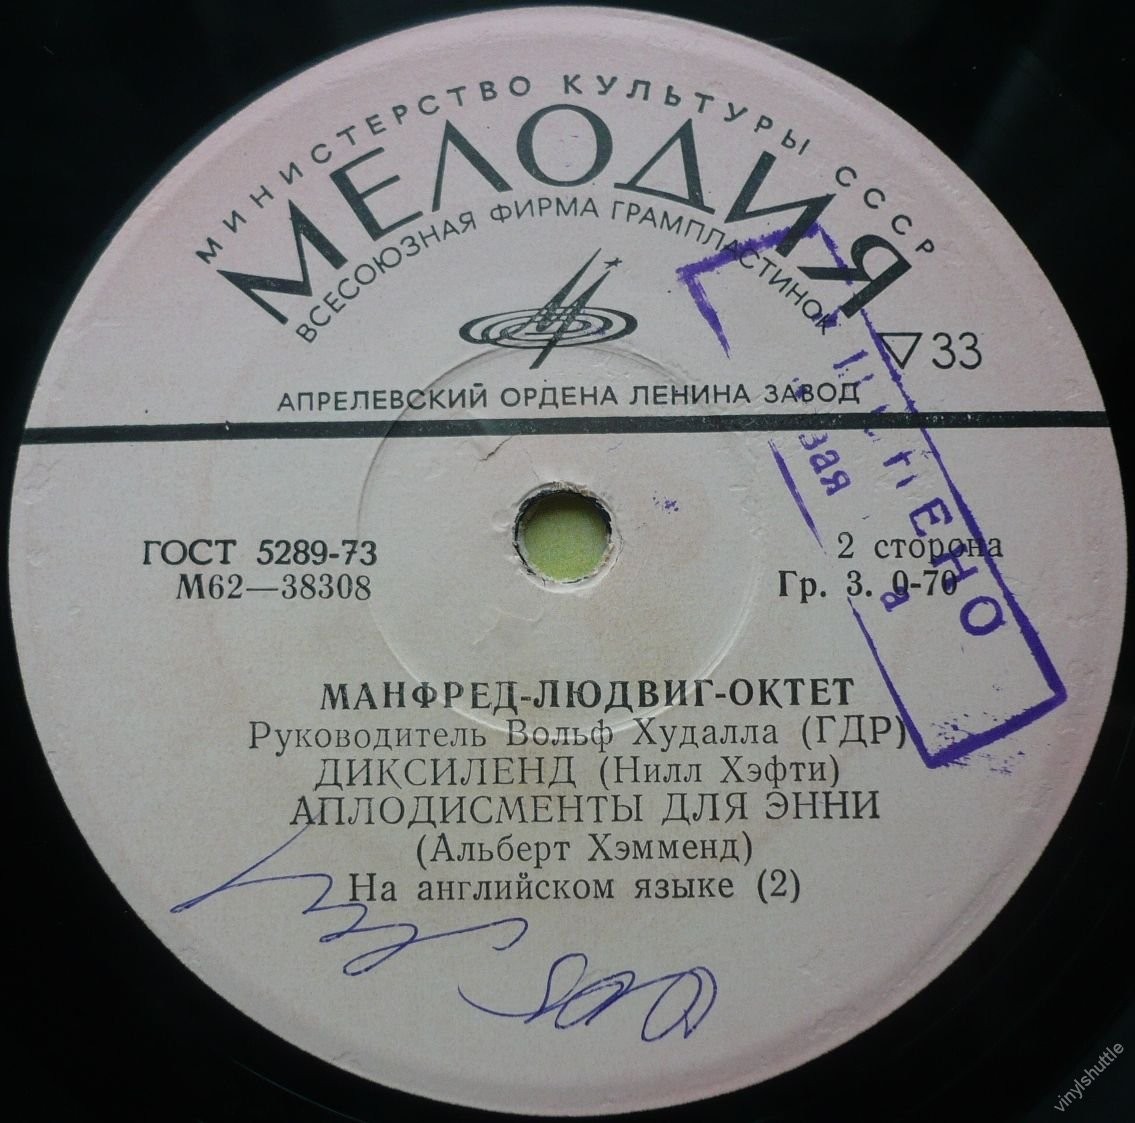 МИНИСТЕРСТВО КУЛЬТУРЫ СССР
МЕЛОДИЯ
ВСЕСОЮЗНАЯ ФИРМА ГРАМПЛАСТИНОК
33
АПРЕЛЕВСКИЙ ОРДЕНА ЛЕНИНА ЗАВОД
ГОСТ 5289-73
М62—38308
2 сторона
Гр. 3. 0-70
МАНФРЕД-ЛЮДВИГ-ОКТЕТ
Руководитель Вольф Худалла (ГДР)
ДИКСИЛЕНД (Нилл Хэфти)
АПЛОДИСМЕНТЫ ДЛЯ ЭННИ
(Альберт Хэмменд)
На английском языке (2)
vinylshuttle